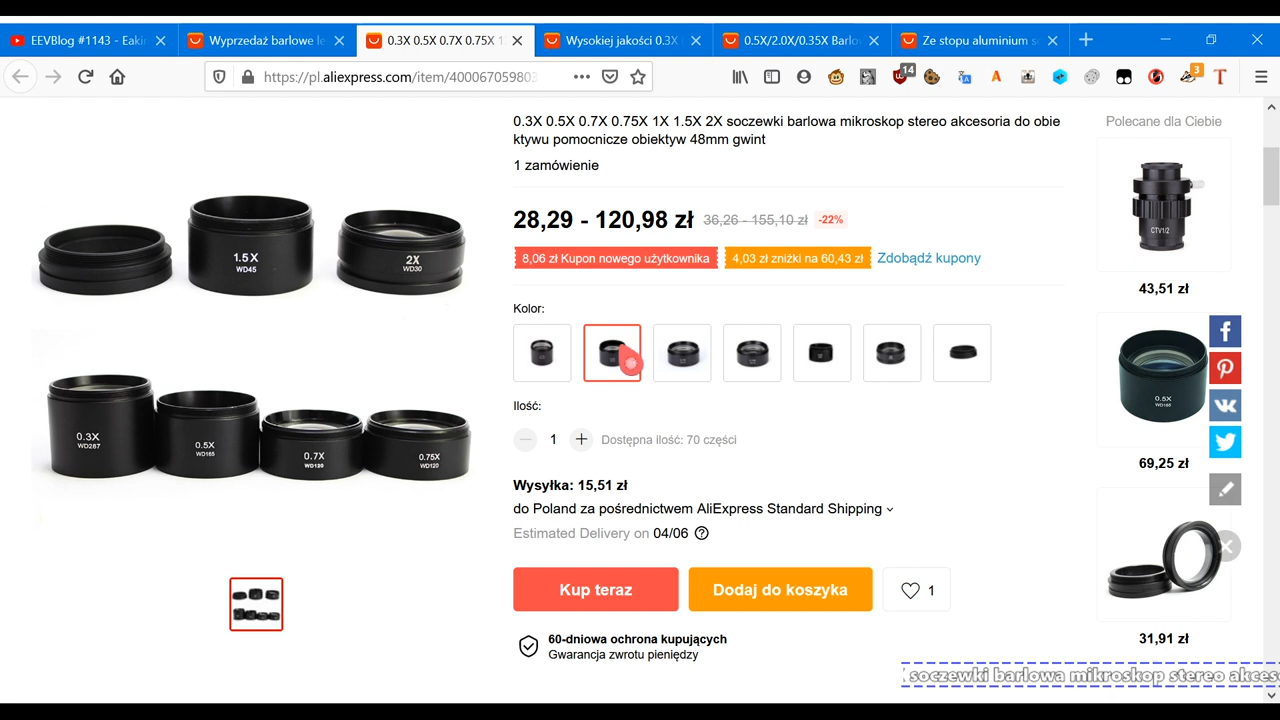 EEVBlog #1143 - Eakin
Wyprzedaż barlowe le
0.3X 0.5X 0.7X 0.75X 1
Wysokiej jakości 0.3X
0.5X/2.0X/0.35X Barlo
Ze stopu aluminium s
https://pl.aliexpress.com/item/400067059803
14
3
0.3X 0.5X 0.7X 0.75X 1X 1.5X 2X soczewki barlowa mikroskop stereo akcesoria do obie
ktywu pomocnicze obiektyw 48mm gwint
1 zamówienie
28,29 - 120,98 zł 36,26 - 155,10 zł -22%
8,06 zł Kupon nowego użytkownika 4,03 zł zniżki na 60,43 zł Zdobądź kupony
Kolor:
Ilość:
1 Dostępna ilość: 70 części
Wysyłka: 15,51 zł
do Poland za pośrednictwem AliExpress Standard Shipping
Estimated Delivery on 04/06
Kup teraz
Dodaj do koszyka
1
60-dniowa ochrona kupujących
Gwarancja zwrotu pieniędzy
1.5X
WD45
2X
WD30
0.3X
WD287
0.5X
WD165
0.7X
WD120
0.75X
WD120
Polecane dla Ciebie
CTV1/2
43,51 zł
0.5X
WD165
69,25 zł
31,91 zł
soczewki barlowa mikroskop stereo akces